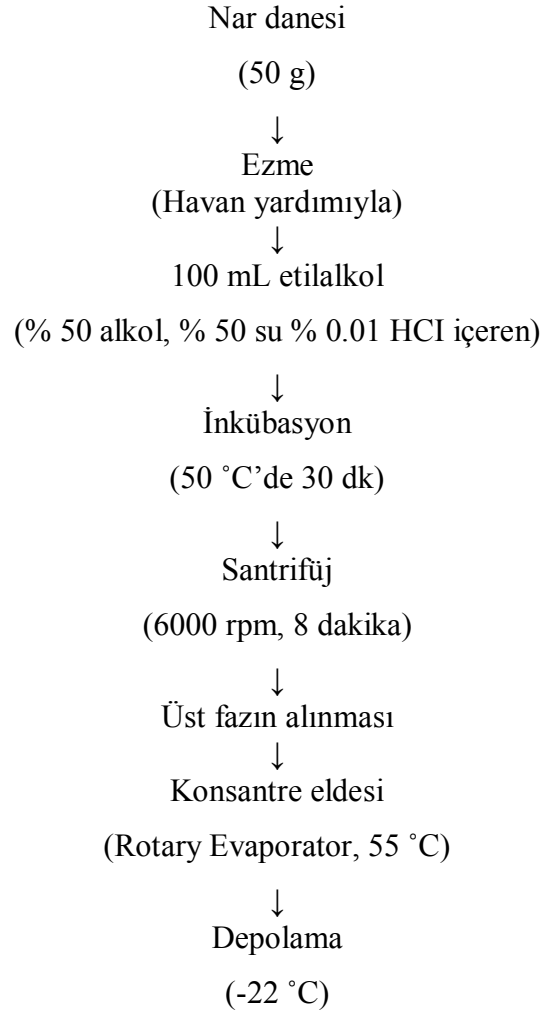 Nar danesi
(50 g)
↓
Ezme
(Havan yardımıyla)
↓
100 mL etilalkol
(% 50 alkol, % 50 su % 0.01 HCI içeren)
↓
İnkübasyon
(50 ˚C’de 30 dk)
↓
Santrifüj
(6000 rpm, 8 dakika)
↓
Üst fazın alınması
↓
Konsantre eldesi
(Rotary Evaporator, 55 ˚C)
↓
Depolama
(-22 ˚C)